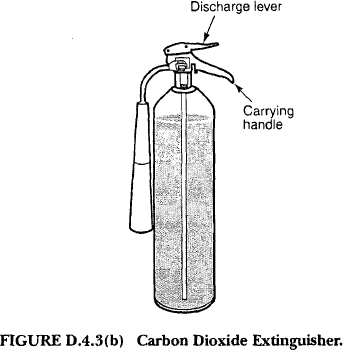 Discharge lever
Carrying
handle
FIGURE D.4.3(b) Carbon Dioxide Extinguisher.